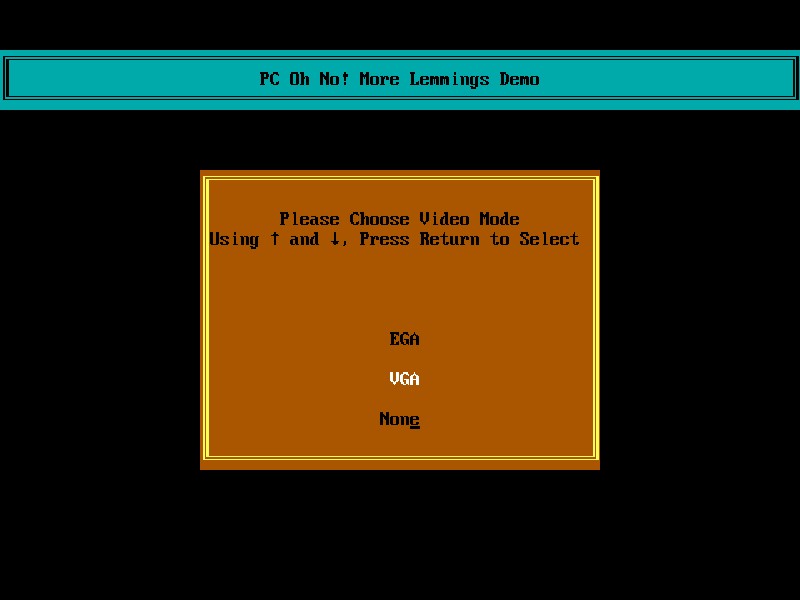 PC Oh No! More Lemmings Demo
Please Choose Video Mode
Using ↑ and ↓, Press Return to Select
EGA
VGA
None